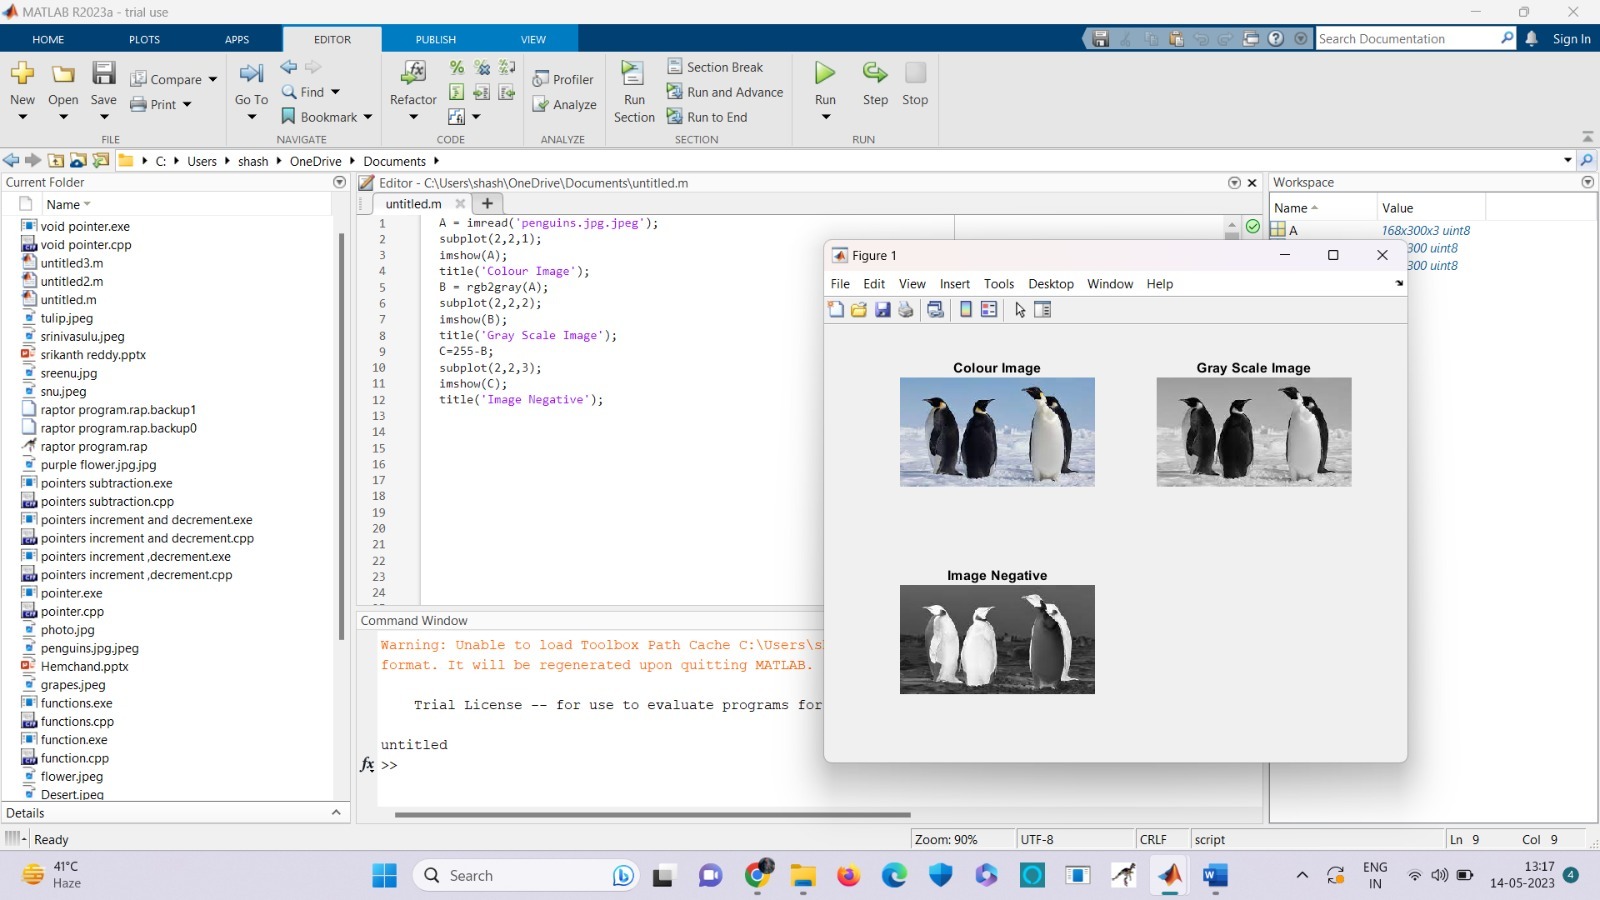 MATLAB R2023a - trial use
HOME PLOTS APPS EDITOR PUBLISH VIEW
Search Documentation
Sign In
New Open Save Compare Print
FILE
Go To Find Bookmark
NAVIGATE
Refactor
CODE
Profiler
Analyze
ANALYZE
Run Section
Section Break
Run and Advance
Run to End
SECTION
Run Step Stop
RUN
C: Users shash OneDrive Documents
Current Folder
Name
void pointer.exe
void pointer.cpp
untitled3.m
untitled2.m
untitled.m
tulip.jpeg
srinivasulu.jpeg
srikanth reddy.pptx
sreenu.jpg
snu.jpeg
raptor program.rap.backup1
raptor program.rap.backup0
raptor program.rap
purple flower.jpg.jpg
pointers subtraction.exe
pointers subtraction.cpp
pointers increment and decrement.exe
pointers increment and decrement.cpp
pointers increment ,decrement.exe
pointers increment ,decrement.cpp
pointer.exe
pointer.cpp
photo.jpg
penguins.jpg.jpeg
Hemchand.pptx
grapes.jpeg
functions.exe
functions.cpp
function.exe
function.cpp
flower.jpeg
Desert.jpeg
Details
Ready
Editor - C:\Users\shash\OneDrive\Documents\untitled.m
untitled.m
1 A = imread('penguins.jpg.jpeg');
2 subplot(2,2,1);
3 imshow(A);
4 title('Colour Image');
5 B = rgb2gray(A);
6 subplot(2,2,2);
7 imshow(B);
8 title('Gray Scale Image');
9 C=255-B;
10 subplot(2,2,3);
11 imshow(C);
12 title('Image Negative');
13
14
15
16
17
18
19
20
21
22
23
24
Command Window
Warning: Unable to load Toolbox Path Cache C:\Users\s
format. It will be regenerated upon quitting MATLAB.
Trial License -- for use to evaluate programs for
untitled
fx >>
Figure 1
File Edit View Insert Tools Desktop Window Help
Colour Image
Gray Scale Image
Image Negative
Workspace
Name Value
A 168x300x3 uint8
300 uint8
300 uint8
Zoom: 90% UTF-8 CRLF script Ln 9 Col 9
41°C
Haze
Search
ENG
IN
13:17
14-05-2023
4